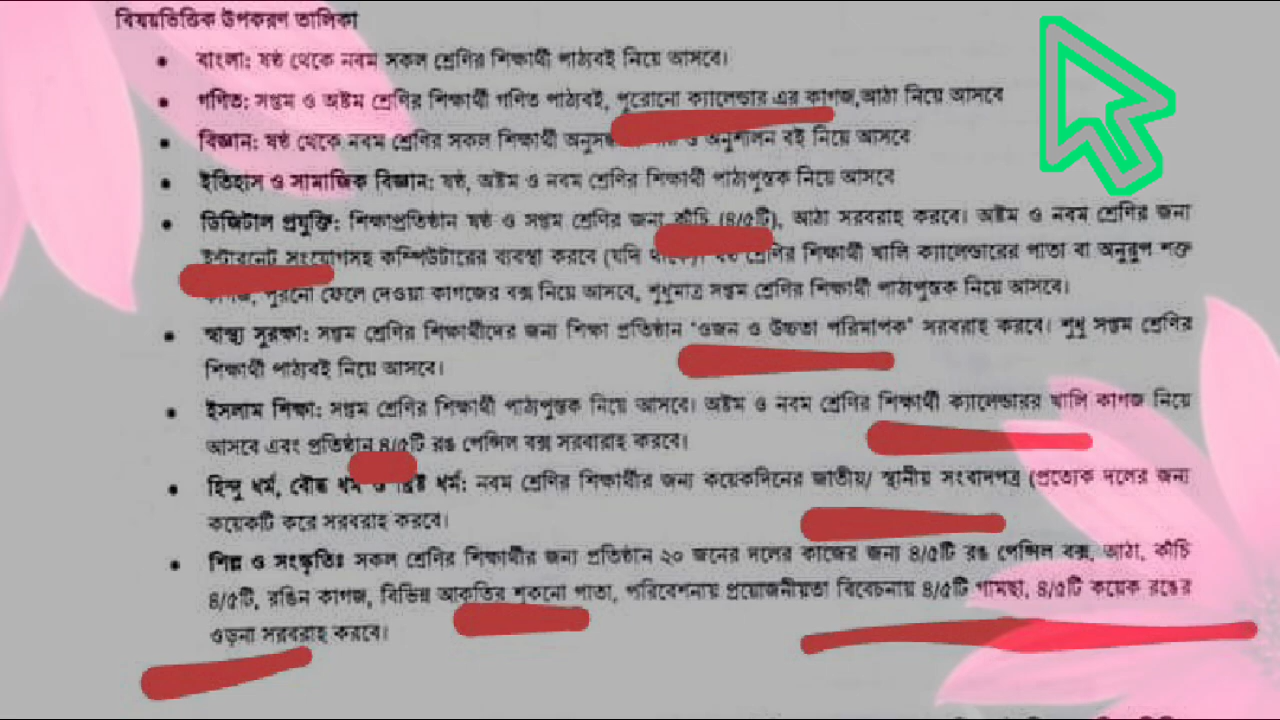 বিষয়ভিত্তিক উপকরণ তালিকা
• বাংলা: ষষ্ঠ থেকে নবম সকল শ্রেণির শিক্ষার্থী পাঠ্যবই নিয়ে আসবে।
• গণিত: সপ্তম ও অষ্টম শ্রেণির শিক্ষার্থী গণিত পাঠ্যবই, পুরোনো ক্যালেন্ডার এর কাগজ,আঠা নিয়ে আসবে
• বিজ্ঞান: ষষ্ঠ থেকে নবম শ্রেণির সকল শিক্ষার্থী ও অনুশীলন বই নিয়ে আসবে
• ইতিহাস ও সামাজিক বিজ্ঞান: ষষ্ঠ, অষ্টম ও নবম শ্রেণির শিক্ষার্থী পাঠ্যপুস্তক নিয়ে আসবে
• ডিজিটাল প্রযুক্তি: শিক্ষাপ্রতিষ্ঠান ষষ্ঠ ও সপ্তম শ্রেণির জন্য কাঁচি (৪/৫টি), আঠা সরবরাহ করবে। অষ্টম ও নবম শ্রেণির জন্য
ইন্টারনেট সংযোগসহ কম্পিউটারের ব্যবস্থা করবে (যদি শ্রেণির শিক্ষার্থী খালি ক্যালেন্ডারের পাতা বা অনুরুপ শক্ত
কাগজ, পুরনো ফেলে দেওয়া কাগজের বক্স নিয়ে আসবে, শুধুমাত্র সপ্তম শ্রেণির শিক্ষার্থী পাঠ্যপুস্তক নিয়ে আসবে।
• স্বাস্থ্য সুরক্ষা: সপ্তম শ্রেণির শিক্ষার্থীদের জন্য শিক্ষা প্রতিষ্ঠান 'ওজন ও উচ্চতা পরিমাপক' সরবরাহ করবে। শুধু সপ্তম শ্রেণির
শিক্ষার্থী পাঠ্যবই নিয়ে আসবে।
• ইসলাম শিক্ষা: সপ্তম শ্রেণির শিক্ষার্থী পাঠ্যপুস্তক নিয়ে আসবে। অষ্টম ও নবম শ্রেণির শিক্ষার্থী ক্যালেন্ডারর খালি কাগজ নিয়ে
আসবে এবং প্রতিষ্ঠান ৪/৫টি রঙ পেন্সিল বক্স সরবারাহ করবে।
• হিন্দু ধর্ম, বৌদ্ধ ধর্ম ও খ্রিষ্ট ধর্ম: নবম শ্রেণির শিক্ষার্থীর জন্য কয়েকদিনের জাতীয়/ স্থানীয় সংবাদপত্র (প্রত্যেক দলের জন্য
কয়েকটি করে সরবরাহ করবে।
• শিল্প ও সংস্কৃতিঃ সকল শ্রেণির শিক্ষার্থীর জন্য প্রতিষ্ঠান ২০ জনের দলের কাজের জন্য ৪/৫টি রঙ পেন্সিল বক্স, আঠা, কাঁচি
৪/৫টি, রঙিন কাগজ, বিভিন্ন আকৃতির শুকনো পাতা, পরিবেশনায় প্রয়োজনীয়তা বিবেচনায় ৪/৫টি গামছা, ৪/৫টি কয়েক রঙের
ওড়না সরবরাহ করবে।